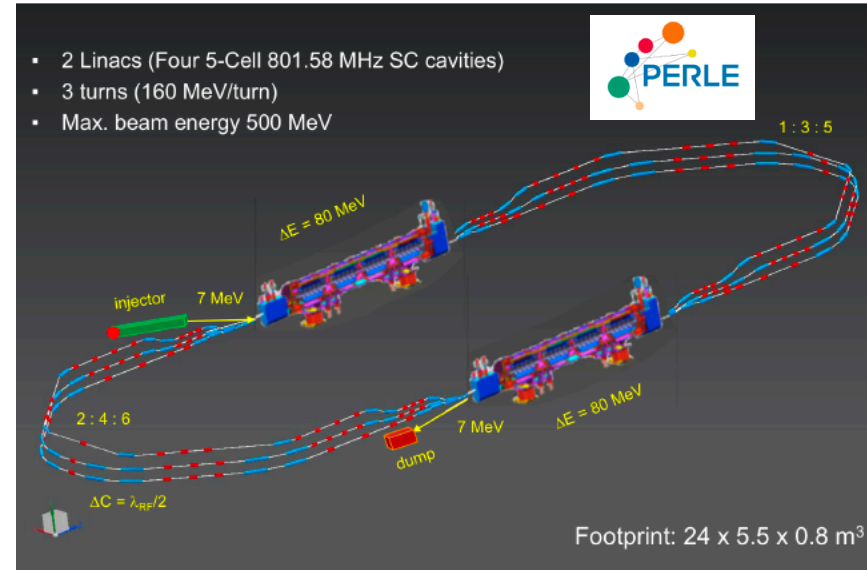 ▪ 2 Linacs (Four 5-Cell 801.58 MHz SC cavities)
▪ 3 turns (160 MeV/turn)
▪ Max. beam energy 500 MeV
PERLE
1 : 3 : 5
ΔE = 80 MeV
injector
7 MeV
2 : 4 : 6
7 MeV
ΔE = 80 MeV
dump
ΔC = λRF/2
Footprint: 24 x 5.5 x 0.8 m³